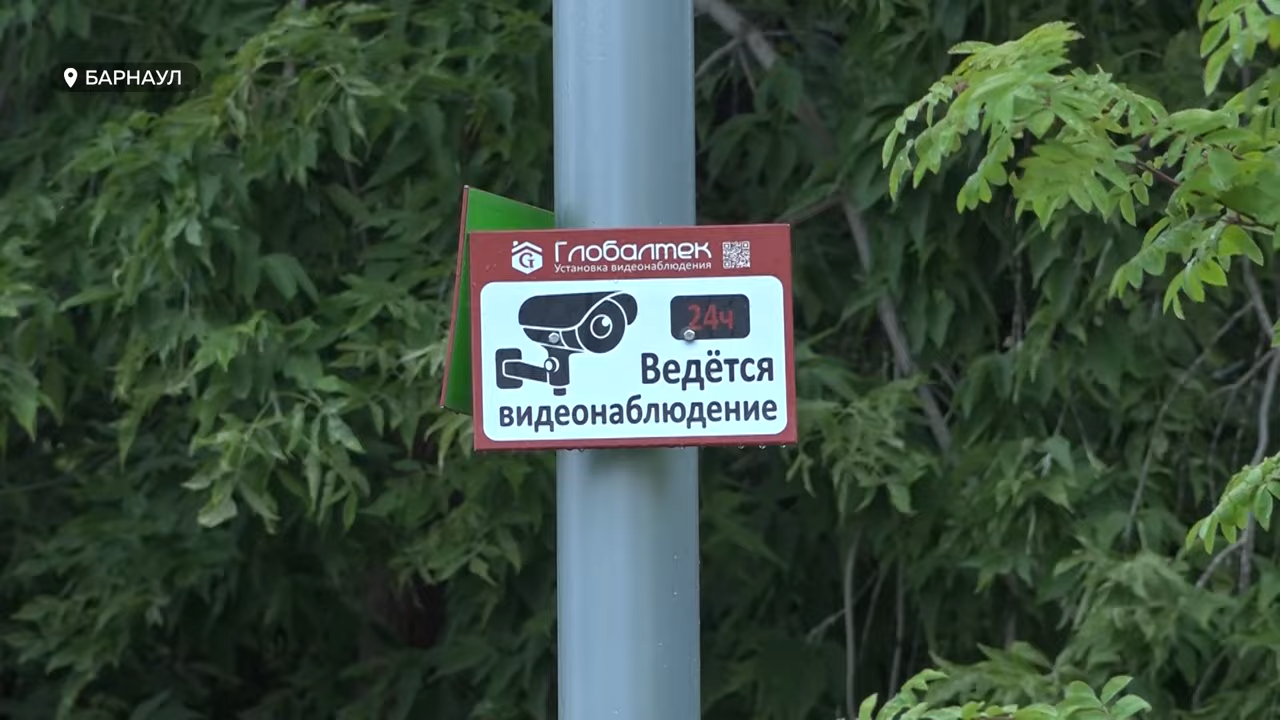 БАРНАУЛ
Глобалтек
Установка видеонаблюдения
24ч
Ведётся
видеонаблюдение